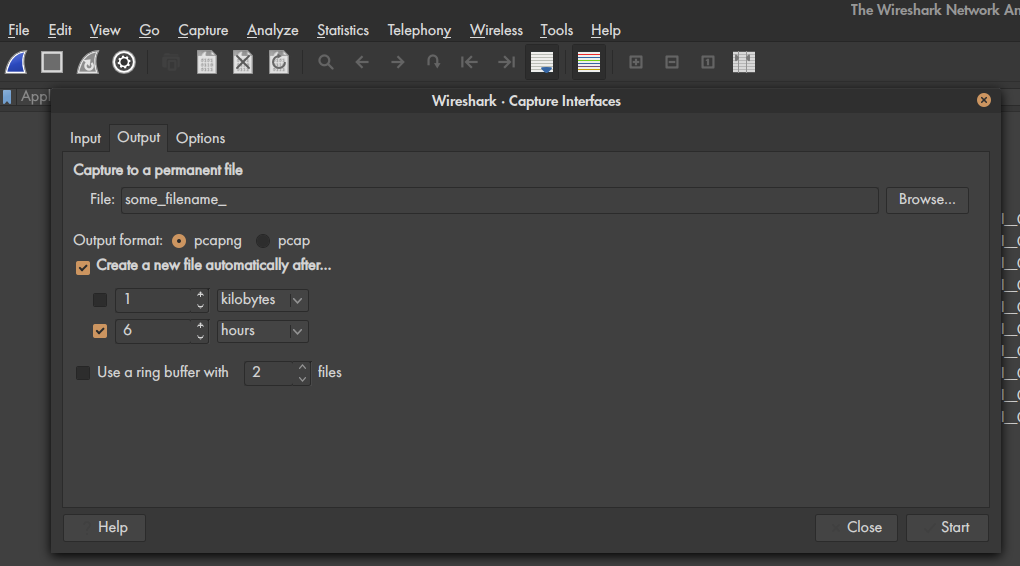 The Wireshark Network An
File Edit View Go Capture Analyze Statistics Telephony Wireless Tools Help
Appl
Wireshark · Capture Interfaces
Input Output Options
Capture to a permanent file
File: some_filename_ Browse...
Output format: pcapng pcap
Create a new file automatically after...
1 kilobytes
6 hours
Use a ring buffer with 2 files
Help Close Start